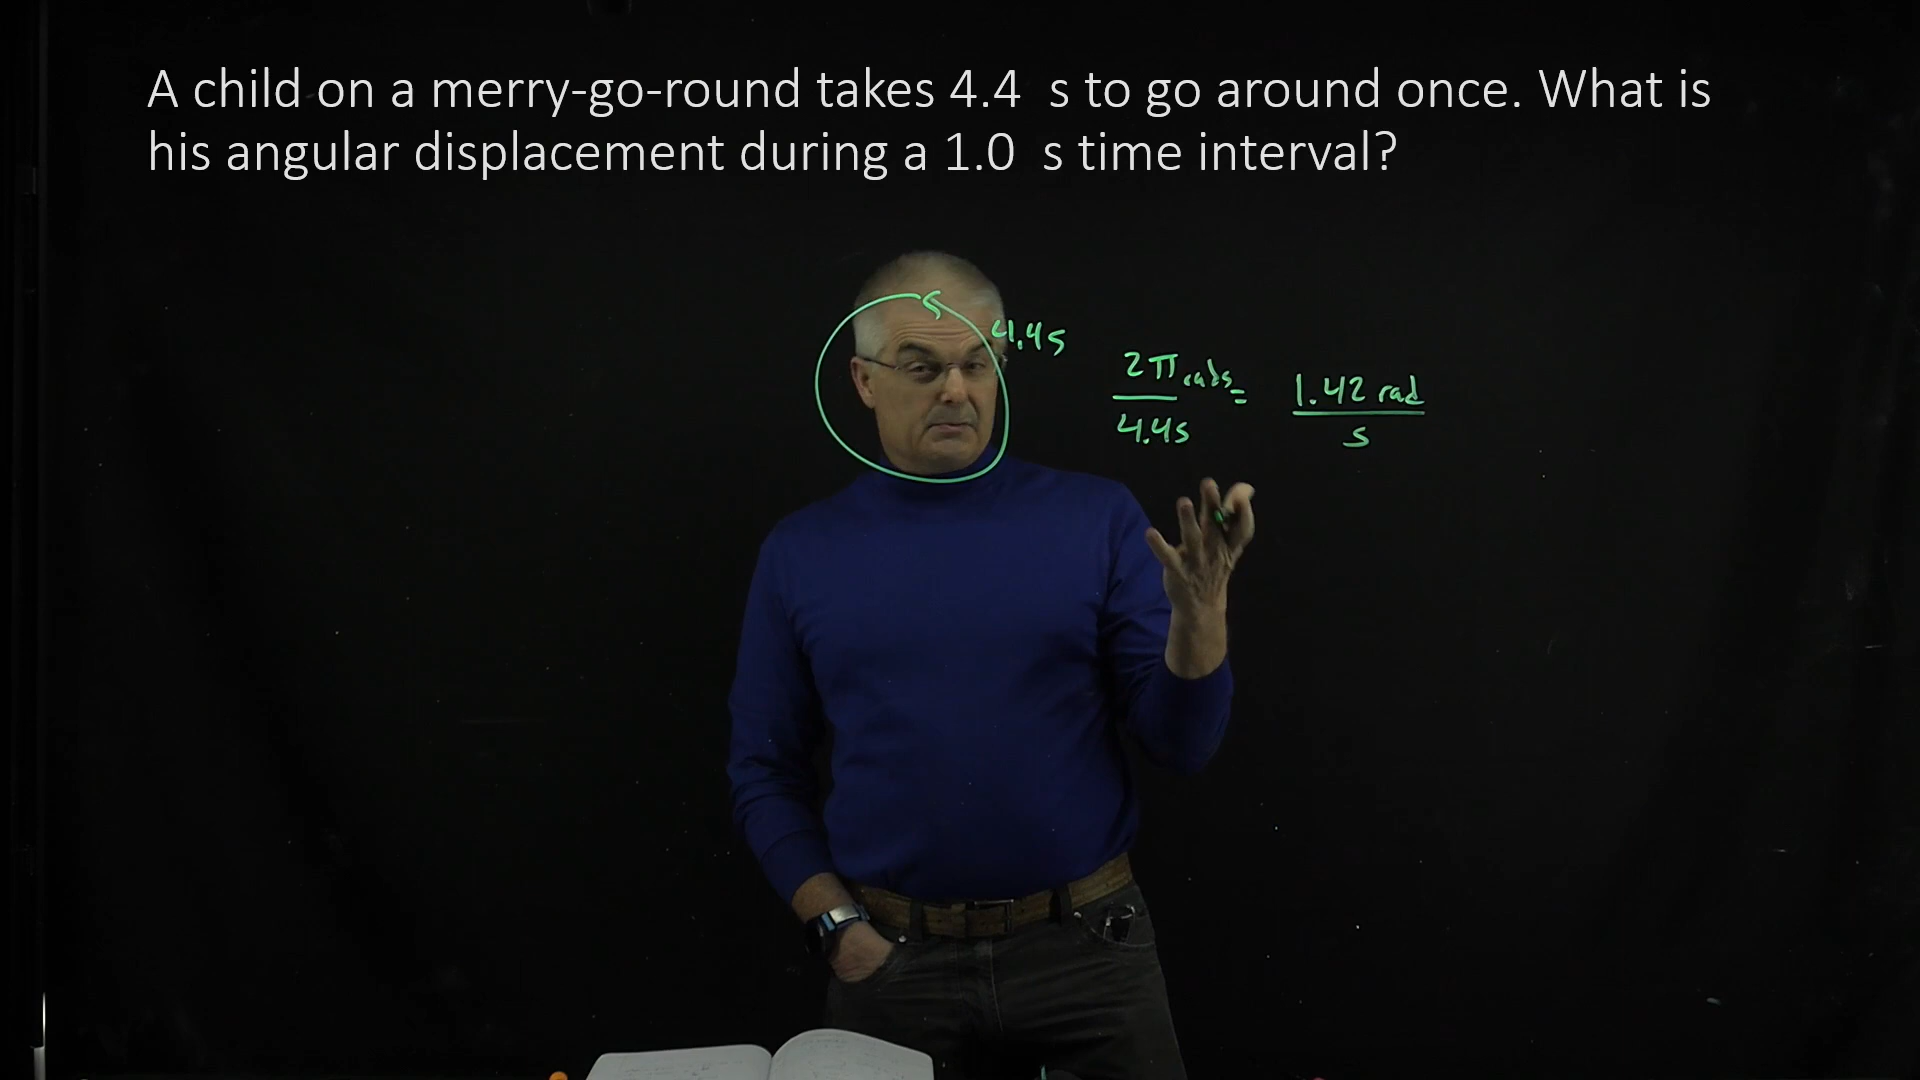 A child on a merry-go-round takes 4.4 s to go around once. What is
his angular displacement during a 1.0 s time interval?
4.4s
2π rads =
4.4s
1.42 rad
s